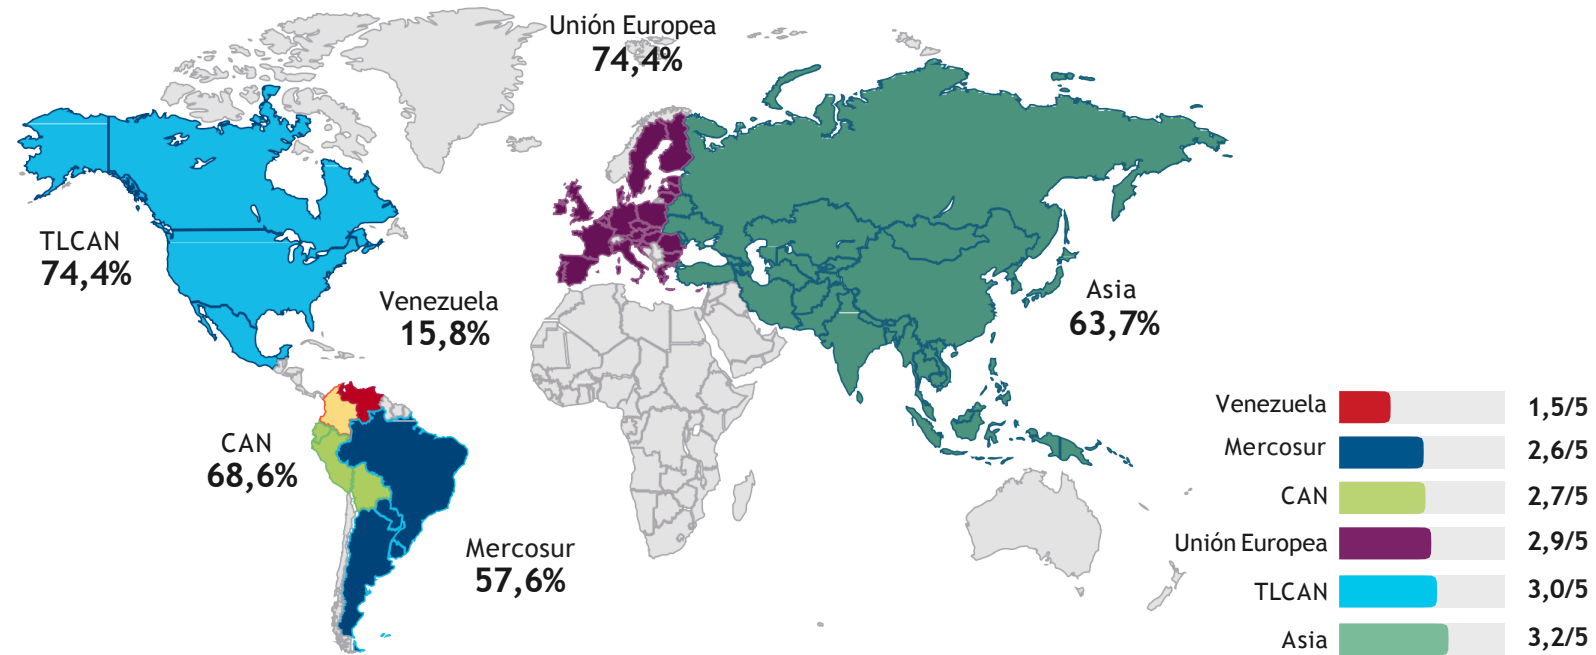 Unión Europea
74,4%
TLCAN
74,4%
Venezuela
15,8%
Asia
63,7%
CAN
68,6%
Mercosur
57,6%
Venezuela 1,5/5
Mercosur 2,6/5
CAN 2,7/5
Unión Europea 2,9/5
TLCAN 3,0/5
Asia 3,2/5